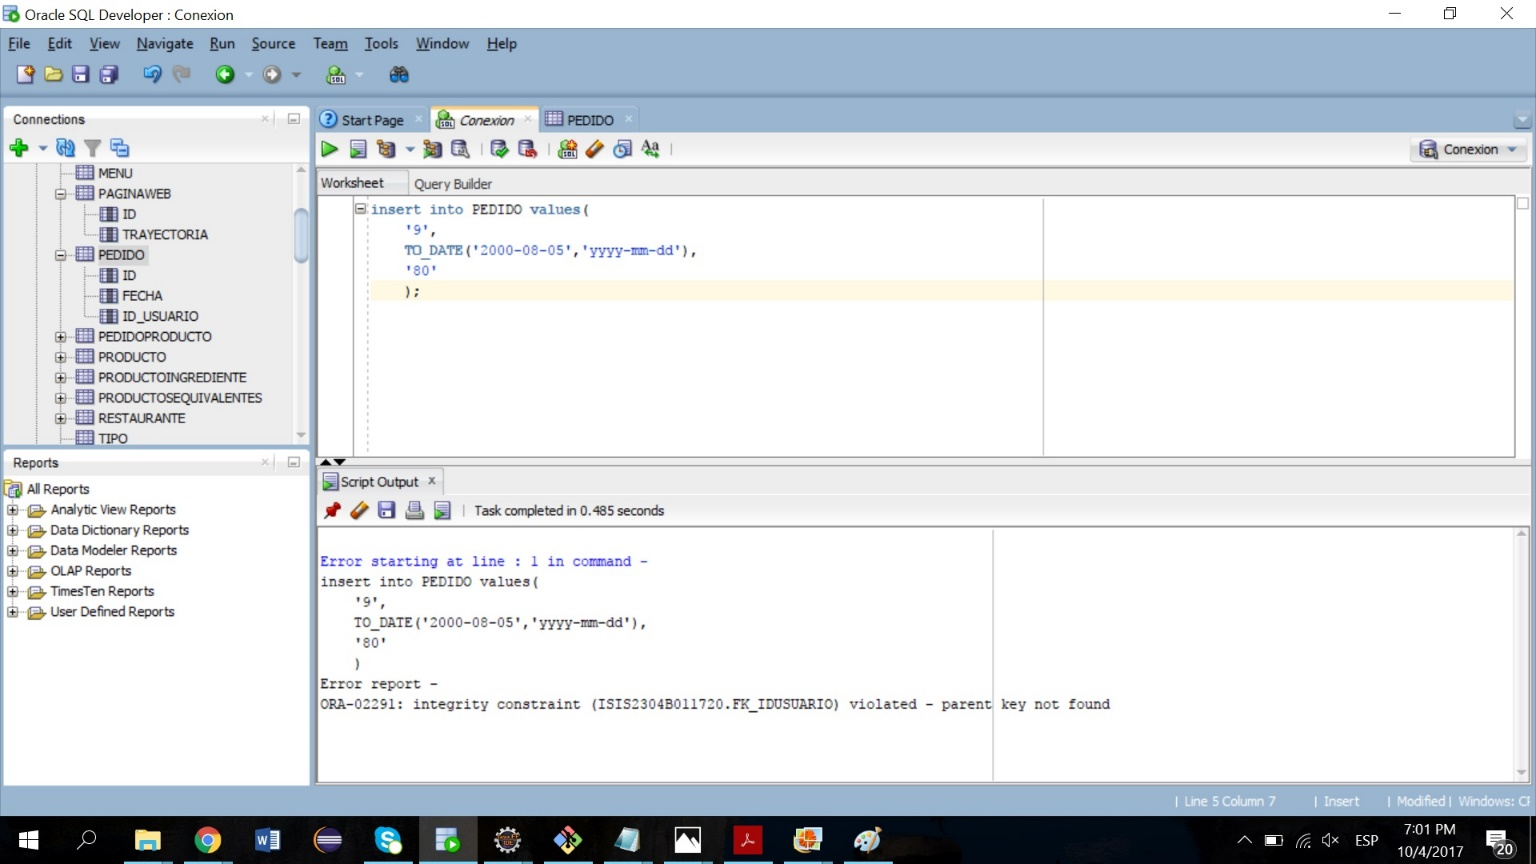 Oracle SQL Developer : Conexion
File Edit View Navigate Run Source Team Tools Window Help
Connections
MENU
PAGINAWEB
ID
TRAYECTORIA
PEDIDO
ID
FECHA
ID_USUARIO
PEDIDOPRODUCTO
PRODUCTO
PRODUCTOINGREDIENTE
PRODUCTOSEQUIVALENTES
RESTAURANTE
TIPO
Reports
All Reports
Analytic View Reports
Data Dictionary Reports
Data Modeler Reports
OLAP Reports
TimesTen Reports
User Defined Reports
Start Page Conexion PEDIDO
Conexion
Worksheet Query Builder
insert into PEDIDO values(
'9',
TO_DATE('2000-08-05','yyyy-mm-dd'),
'80'
);
Script Output
Task completed in 0.485 seconds
Error starting at line : 1 in command -
insert into PEDIDO values(
'9',
TO_DATE('2000-08-05','yyyy-mm-dd'),
'80'
)
Error report -
ORA-02291: integrity constraint (ISIS2304B011720.FK_IDUSUARIO) violated - parent key not found
| Line 5 Column 7 | Insert | Modified | Windows:
ESP
7:01 PM
10/4/2017
20